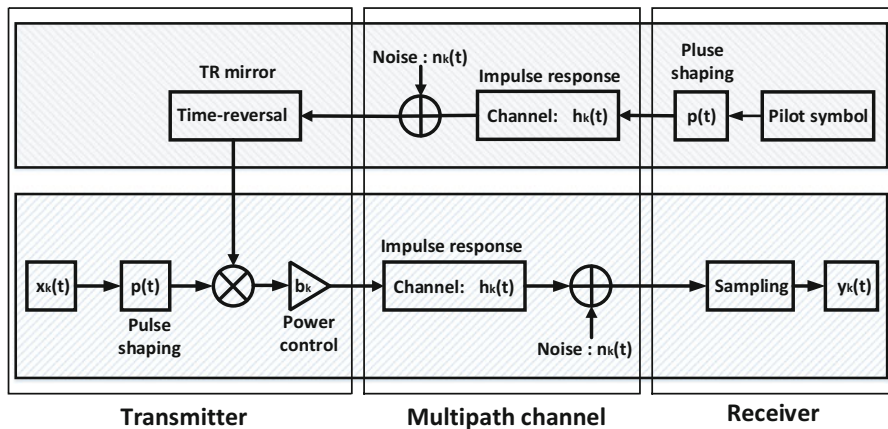 Noise : nk(t)
Pluse
shaping
TR mirror
Impulse response
Time-reversal
Channel: hk(t)
p(t)
Pilot symbol
Impulse response
xk(t)
p(t)
bk
Channel: hk(t)
Sampling
yk(t)
Pulse
shaping
Power
control
Noise : nk(t)
Transmitter
Multipath channel
Receiver